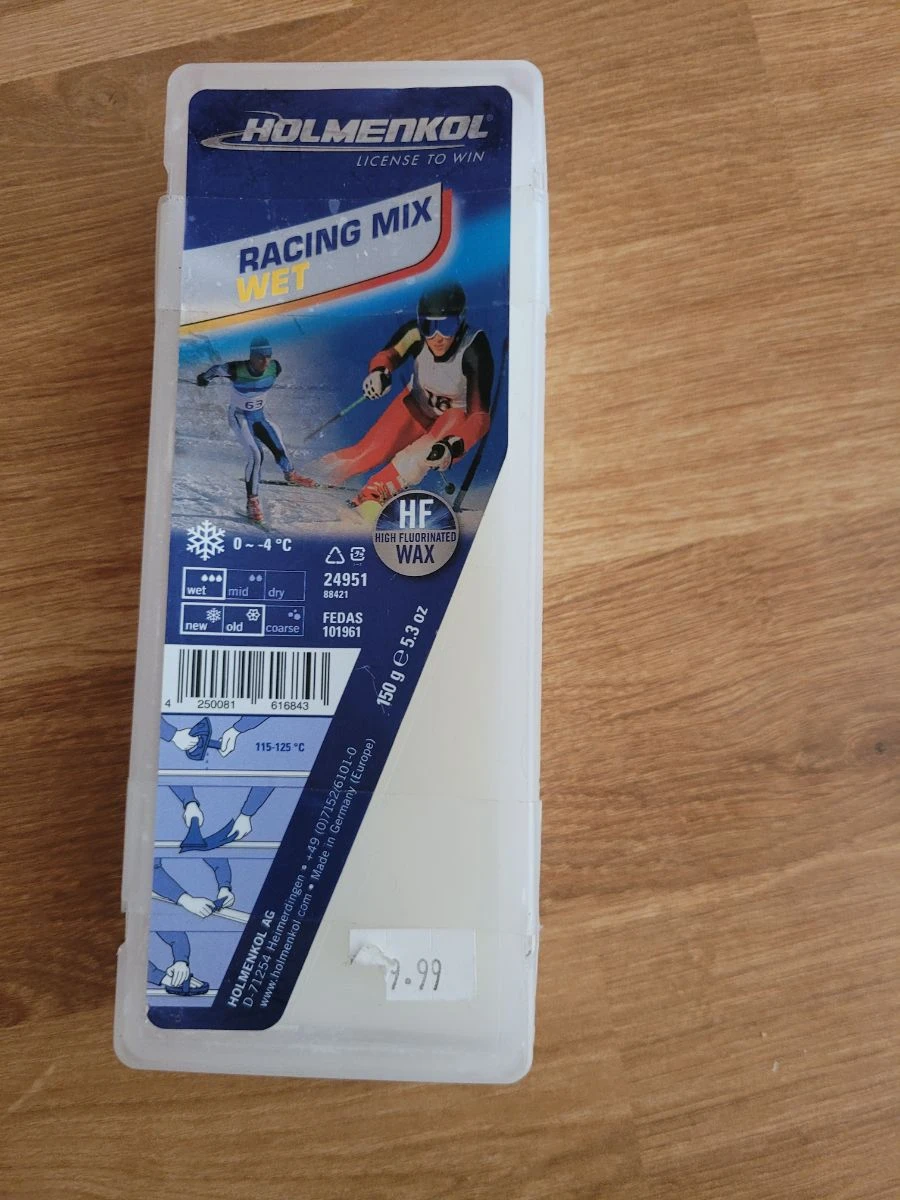 HOLMENKOL®
LICENSE TO WIN
RACING MIX
WET
63
16
HF
HIGH FLUORINATED
WAX
0 ~ -4 °C
wet mid dry
new old coarse
24951
88421
FEDAS
101961
150 g ℮ 5.3 oz
4 250081 616843
115-125 °C
HOLMENKOL AG
D-71254 Heimerdingen • +49 (0)7152/6101-0
www.holmenkol.com • Made in Germany (Europe)
9.99